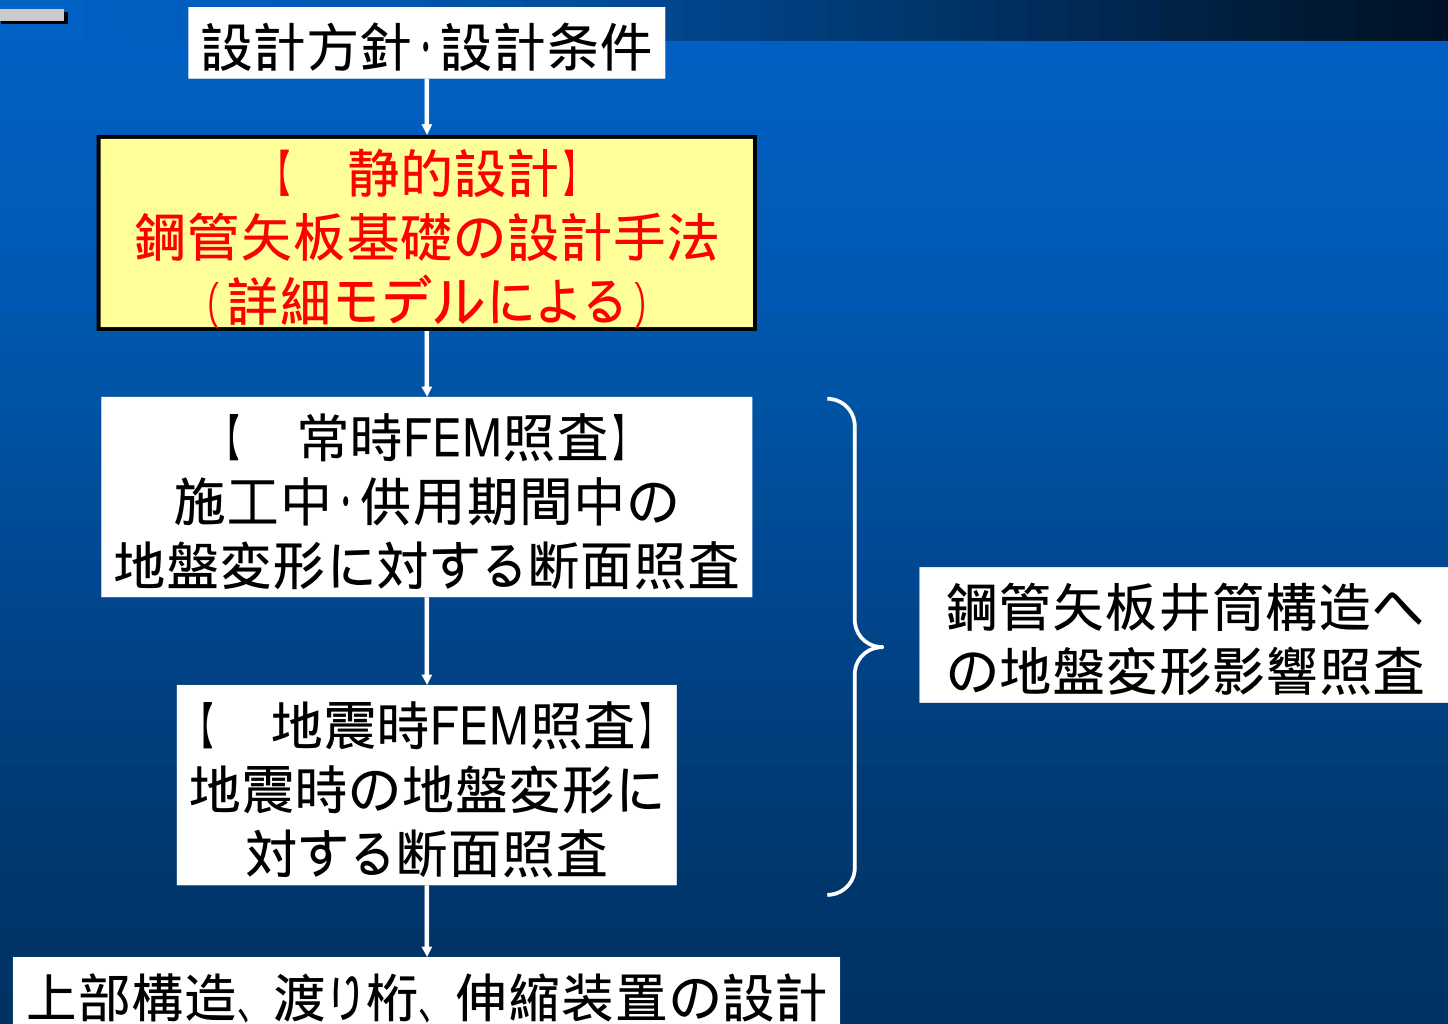 設計方針・設計条件
【　静的設計】
鋼管矢板基礎の設計手法
(詳細モデルによる)
【　常時FEM照査】
施工中・供用期間中の
地盤変形に対する断面照査
鋼管矢板井筒構造へ
の地盤変形影響照査
【　地震時FEM照査】
地震時の地盤変形に
対する断面照査
上部構造、渡り桁、伸縮装置の設計